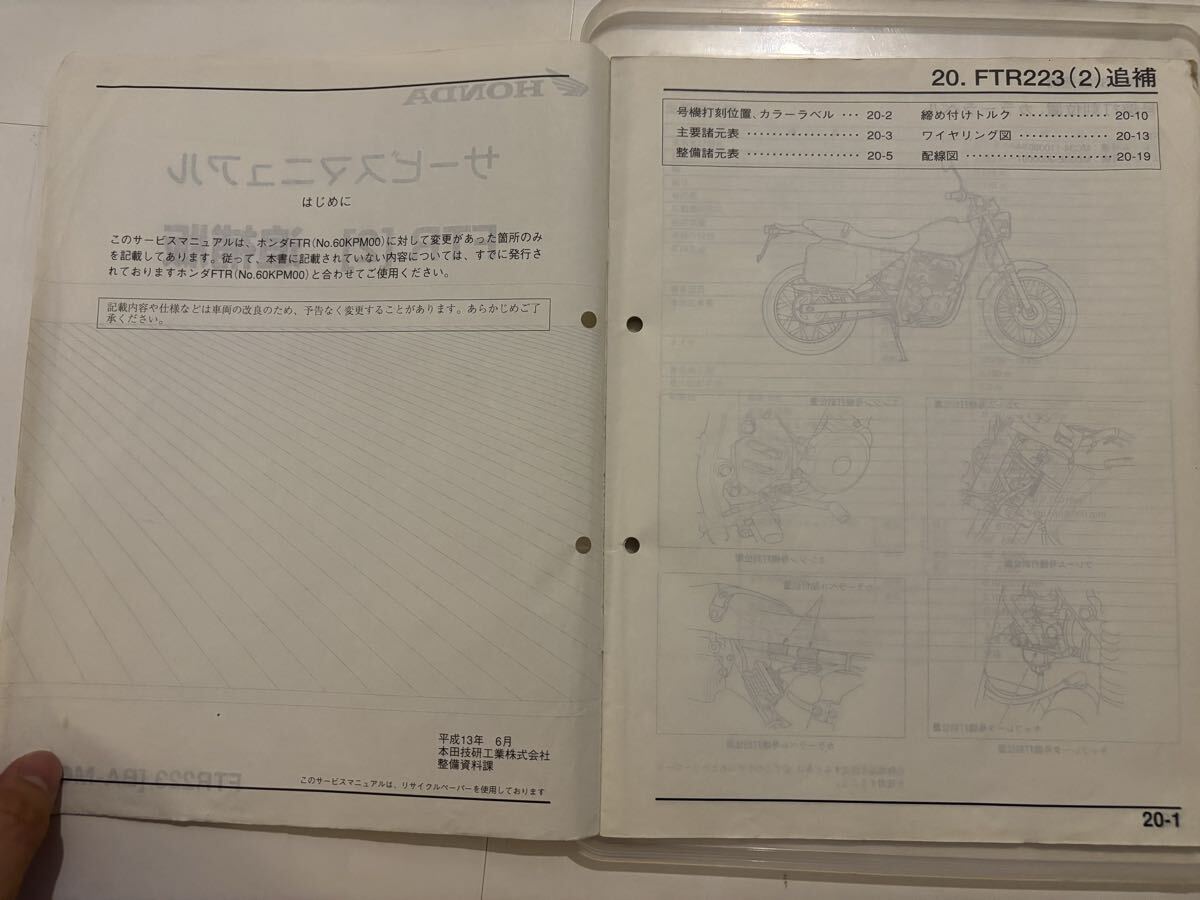 はじめに
このサービスマニュアルは、ホンダFTR(No.60KPM00)に対して変更があった箇所のみ
を記載してあります。従って、本書に記載されていない内容については、すでに発行さ
れておりますホンダFTR(No.60KPM00)と合わせてご使用ください。
記載内容や仕様などは車両の改良のため、予告なく変更することがあります。あらかじめご了
承ください。
平成13年 6月
本田技研工業株式会社
整備資料課
このサービスマニュアルは、リサイクルペーパーを使用しております
20. FTR223(2)追補
号機打刻位置、カラーラベル ··· 20-2
主要諸元表 ·················· 20-3
整備諸元表 ·················· 20-5
締め付けトルク ·············· 20-10
ワイヤリング図 ·············· 20-13
配線図 ······················· 20-19
20-1
HONDA
サービスマニュアル